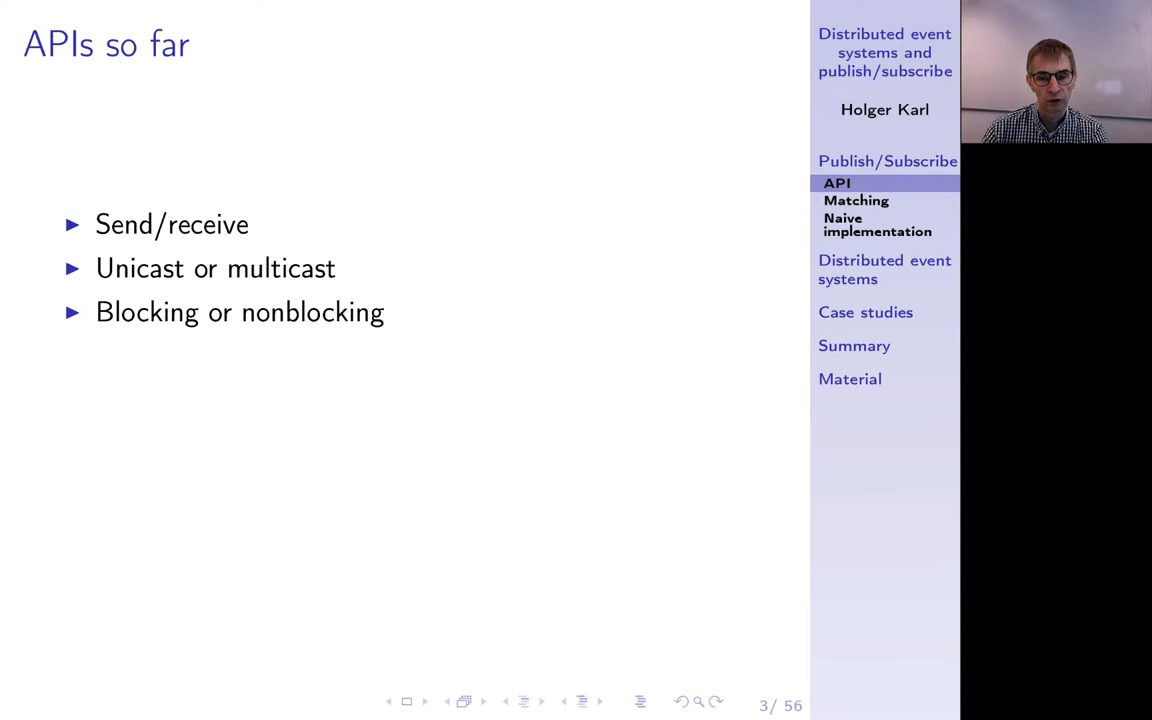 APIs so far
Send/receive
Unicast or multicast
Blocking or nonblocking
Distributed event
systems and
publish/subscribe
Holger Karl
Publish/Subscribe
API
Matching
Naive
implementation
Distributed event
systems
Case studies
Summary
Material
3/ 56